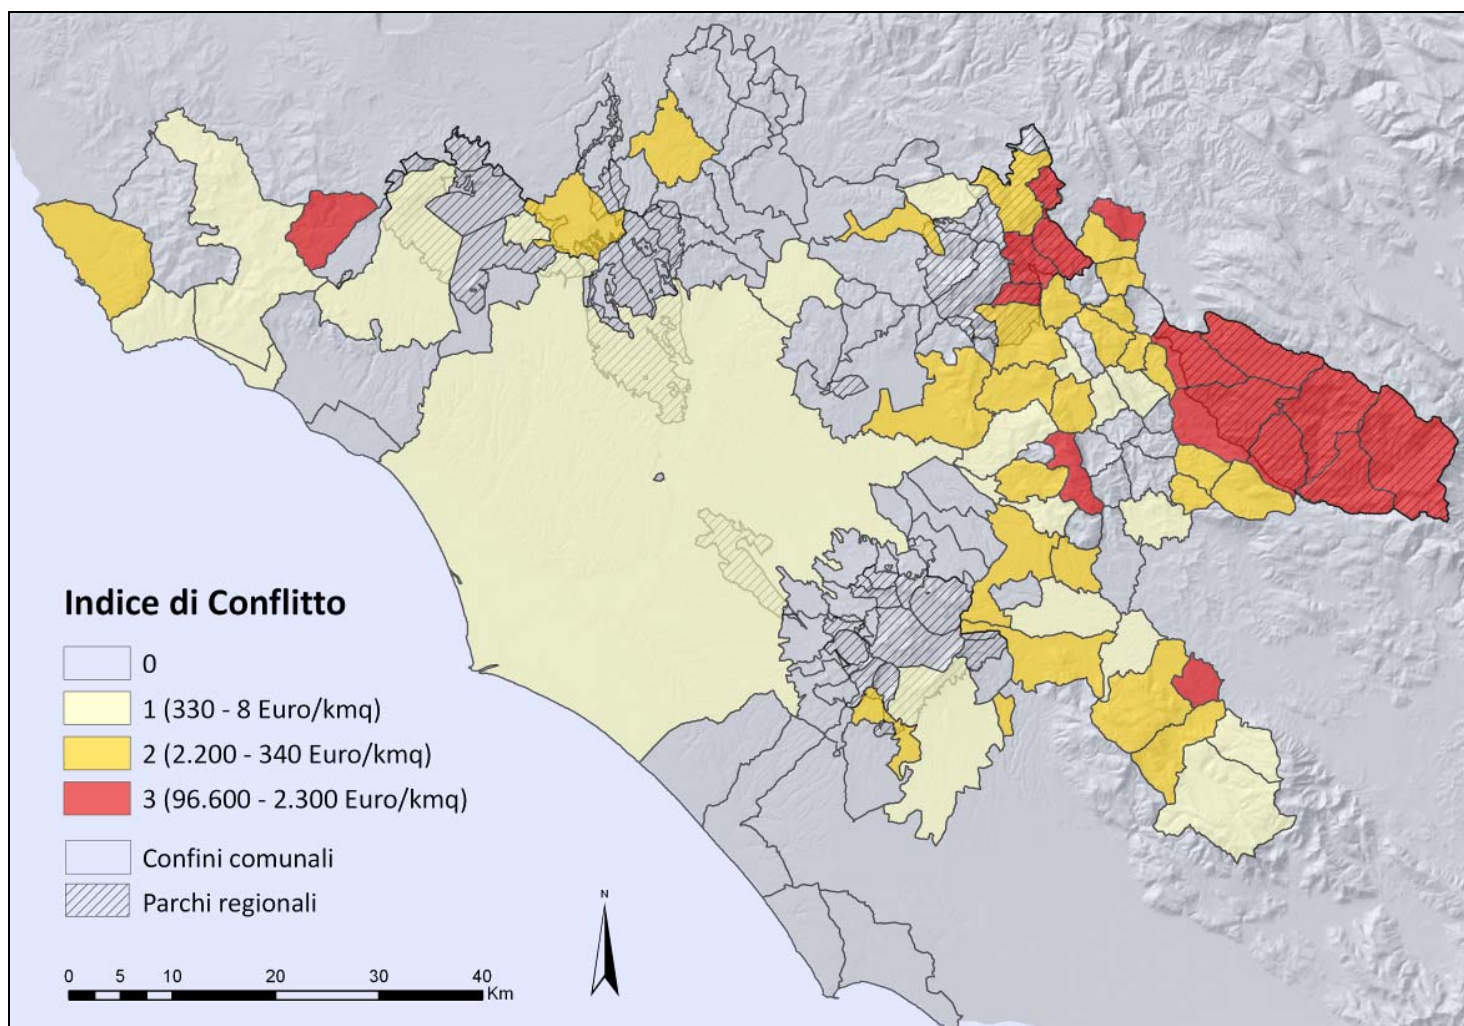 Indice di Conflitto
0
1 (330 - 8 Euro/kmq)
2 (2.200 - 340 Euro/kmq)
3 (96.600 - 2.300 Euro/kmq)
Confini comunali
Parchi regionali
N
0 5 10 20 30 40
Km